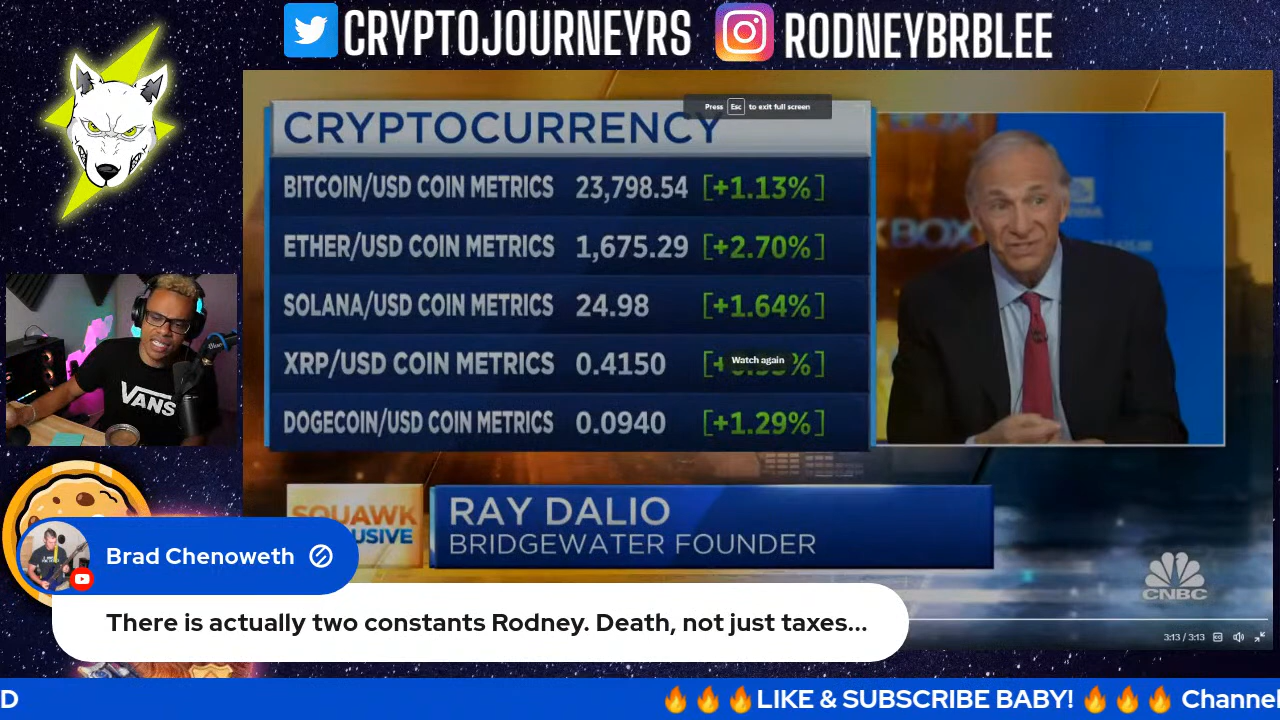 CRYPTOJOURNEYRS
RODNEYBRBLEE
Press Esc to exit full screen
CRYPTOCURRENCY
BITCOIN/USD COIN METRICS 23,798.54 [+1.13%]
ETHER/USD COIN METRICS 1,675.29 [+2.70%]
SOLANA/USD COIN METRICS 24.98 [+1.64%]
XRP/USD COIN METRICS 0.4150
Watch again
DOGECOIN/USD COIN METRICS 0.0940 [+1.29%]
BOX
VANS
SQUAWK
RAY DALIO
BRIDGEWATER FOUNDER
CNBC
Brad Chenoweth
There is actually two constants Rodney. Death, not just taxes...
3:13 / 3:13
D
🔥🔥🔥LIKE & SUBSCRIBE BABY! 🔥🔥🔥 Channel